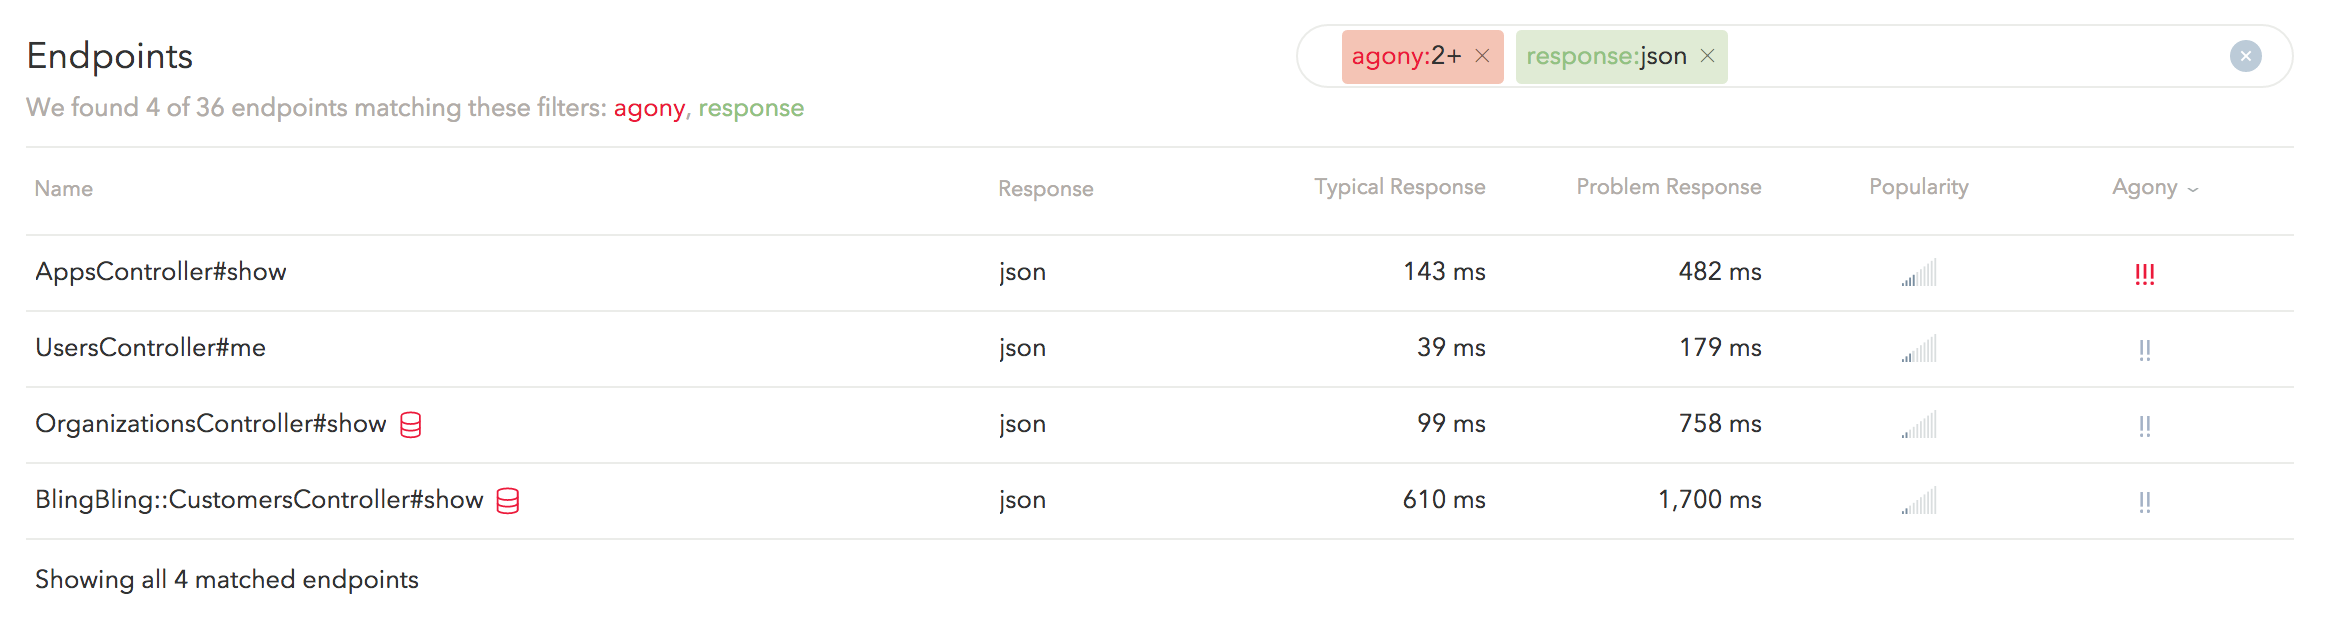 Endpoints
agony:2+ × response:json ×
We found 4 of 36 endpoints matching these filters: agony, response
Name Response Typical Response Problem Response Popularity Agony
AppsController#show json 143 ms 482 ms !!!
UsersController#me json 39 ms 179 ms !!
OrganizationsController#show json 99 ms 758 ms !!
BlingBling::CustomersController#show json 610 ms 1,700 ms !!
Showing all 4 matched endpoints